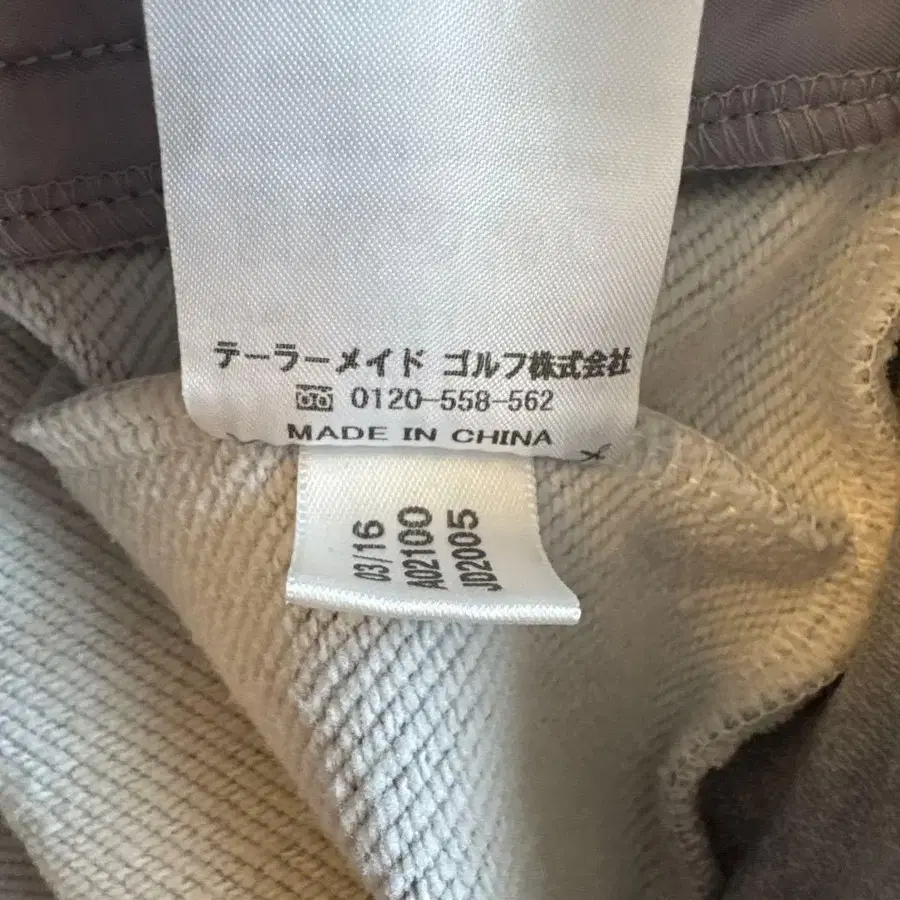 テーラーメイド ゴルフ株式会社
0120-558-562
MADE IN CHINA
03/16
A02100
JD2005